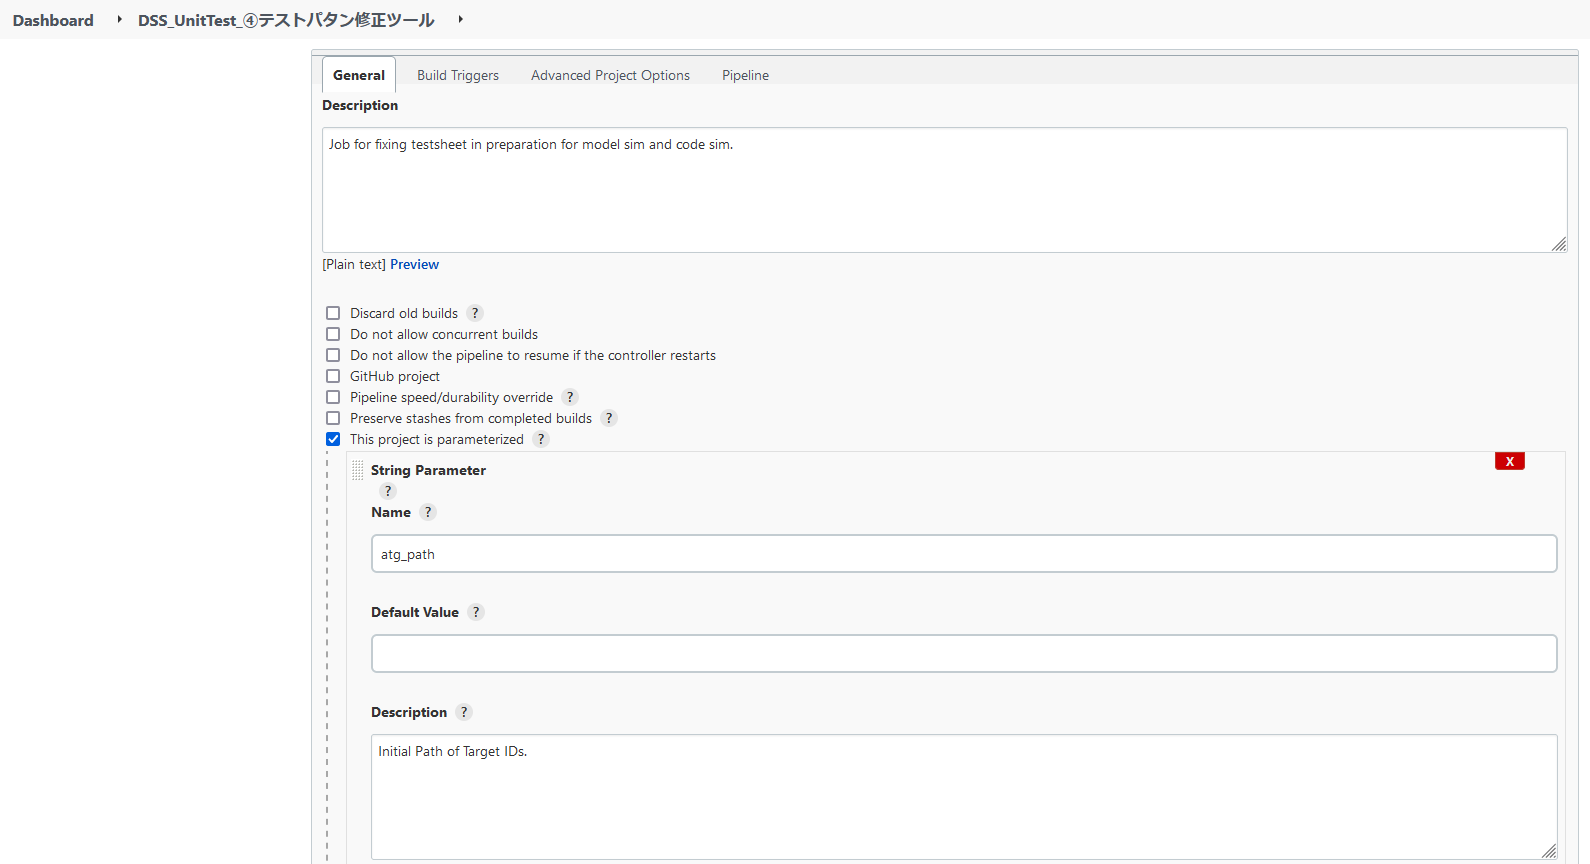 Dashboard
DSS_UnitTest_④テストパタン修正ツール
General
Build Triggers
Advanced Project Options
Pipeline
Description
Job for fixing testsheet in preparation for model sim and code sim.
[Plain text] Preview
Discard old builds ?
Do not allow concurrent builds
Do not allow the pipeline to resume if the controller restarts
GitHub project
Pipeline speed/durability override ?
Preserve stashes from completed builds ?
This project is parameterized ?
String Parameter
X
?
Name ?
atg_path
Default Value ?
Description ?
Initial Path of Target IDs.